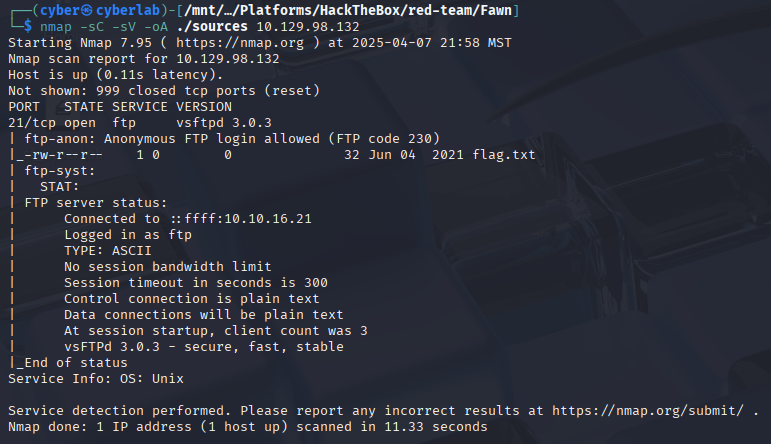 ┌──(cyber㉿cyberlab)-[/mnt/…/Platforms/HackTheBox/red-team/Fawn]
└─$ nmap -sC -sV -oA ./sources 10.129.98.132
Starting Nmap 7.95 ( https://nmap.org ) at 2025-04-07 21:58 MST
Nmap scan report for 10.129.98.132
Host is up (0.11s latency).
Not shown: 999 closed tcp ports (reset)
PORT   STATE SERVICE VERSION
21/tcp open  ftp     vsftpd 3.0.3
| ftp-anon: Anonymous FTP login allowed (FTP code 230)
|_-rw-r--r--    1 0        0              32 Jun 04  2021 flag.txt
| ftp-syst:
|   STAT:
| FTP server status:
|      Connected to ::ffff:10.10.16.21
|      Logged in as ftp
|      TYPE: ASCII
|      No session bandwidth limit
|      Session timeout in seconds is 300
|      Control connection is plain text
|      Data connections will be plain text
|      At session startup, client count was 3
|      vsFTPd 3.0.3 - secure, fast, stable
|_End of status
Service Info: OS: Unix

Service detection performed. Please report any incorrect results at https://nmap.org/submit/ .
Nmap done: 1 IP address (1 host up) scanned in 11.33 seconds